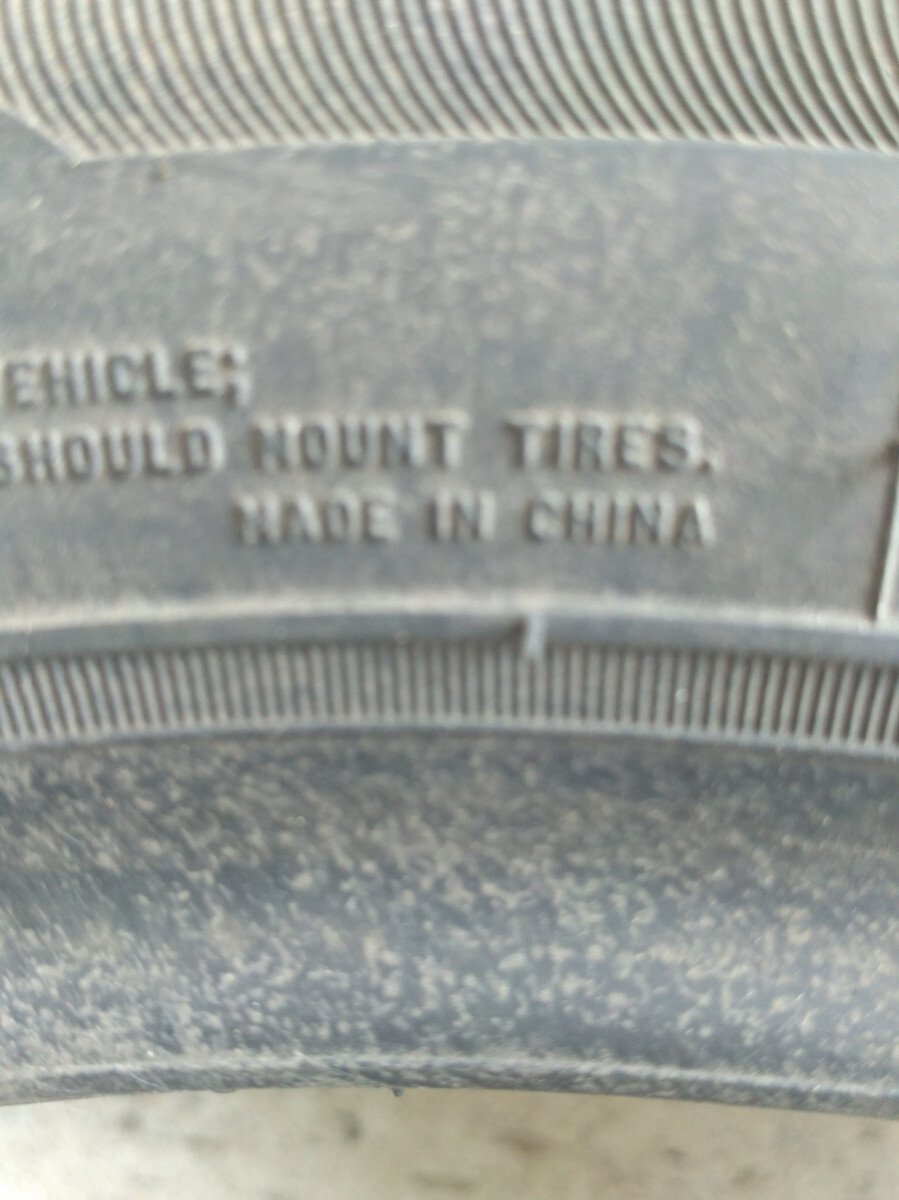 EHICLE;
SHOULD MOUNT TIRES.
MADE IN CHINA